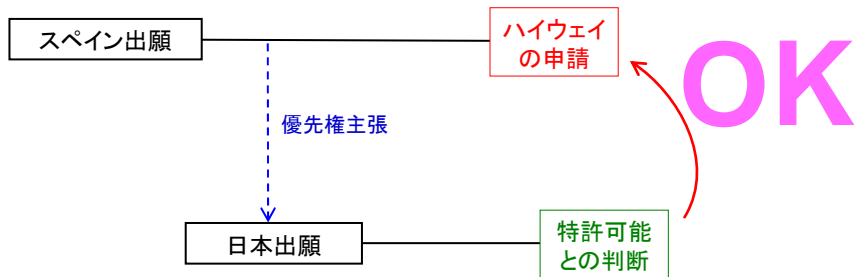 スペイン出願
ハイウェイ
の申請
OK
優先権主張
日本出願
特許可能
との判断